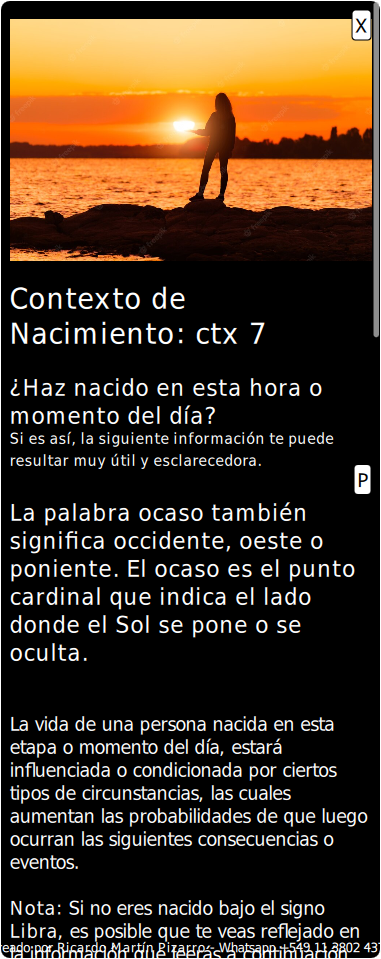 X
Contexto de
Nacimiento: ctx 7
¿Haz nacido en esta hora o
momento del día?
Si es así, la siguiente información te puede
resultar muy útil y esclarecedora.
P
La palabra ocaso también
significa occidente, oeste o
poniente. El ocaso es el punto
cardinal que indica el lado
donde el Sol se pone o se
oculta.
La vida de una persona nacida en esta
etapa o momento del día, estará
influenciada o condicionada por ciertos
tipos de circunstancias, las cuales
aumentan las probabilidades de que luego
ocurran las siguientes consecuencias o
eventos.
Nota: Si no eres nacido bajo el signo
Libra, es posible que te veas reflejado en
eado por Ricardo Martín Pizarro - Whatsapp +549 11 3802 437
la información que leerás a continuación